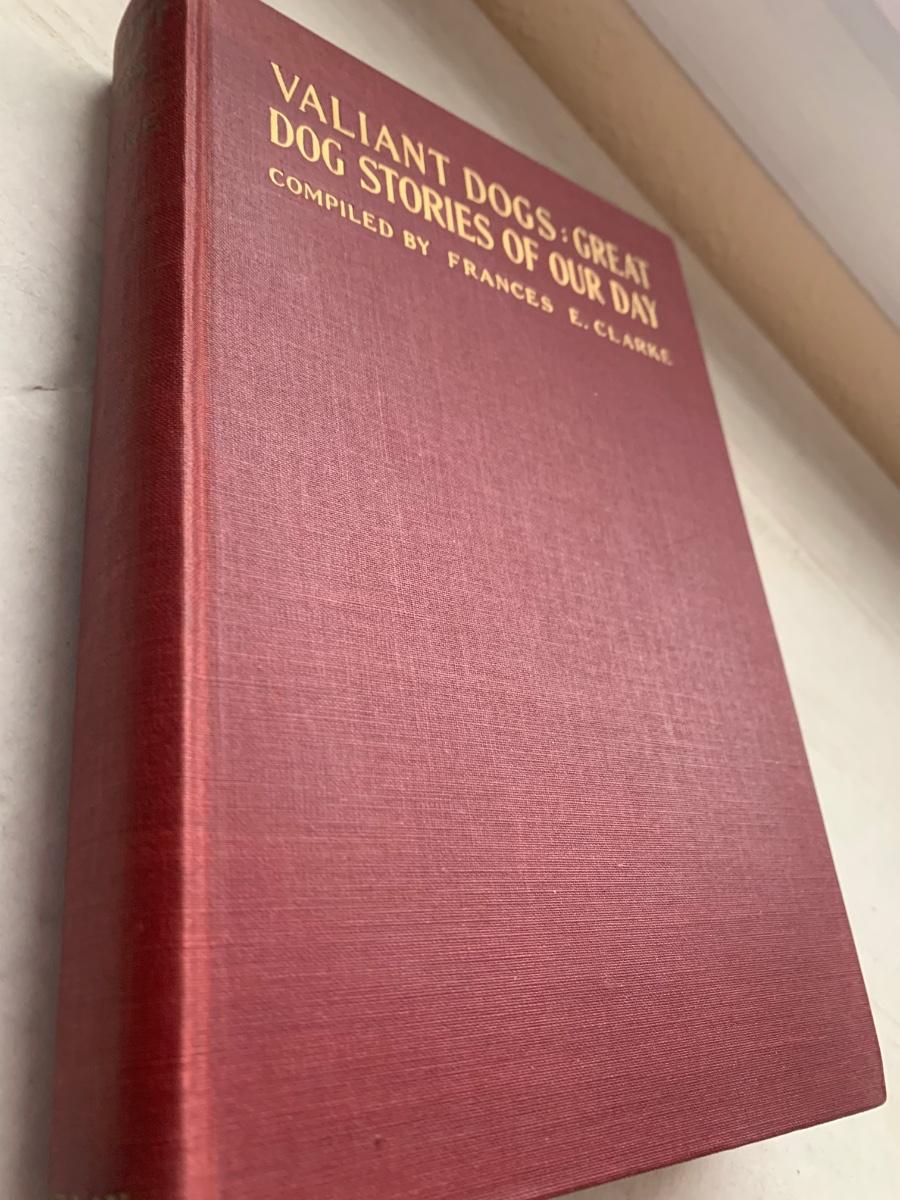 VALIANT DOGS: GREAT
DOG STORIES OF OUR DAY
COMPILED BY FRANCES E. CLARKE